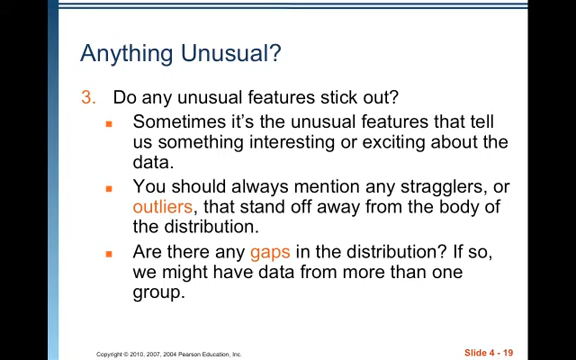 Anything Unusual?
3. Do any unusual features stick out?
Sometimes it's the unusual features that tell
us something interesting or exciting about the
data.
You should always mention any stragglers, or
outliers, that stand off away from the body of
the distribution.
Are there any gaps in the distribution? If so,
we might have data from more than one
group.
Copyright © 2010, 2007, 2004 Pearson Education, Inc.
Slide 4 - 19